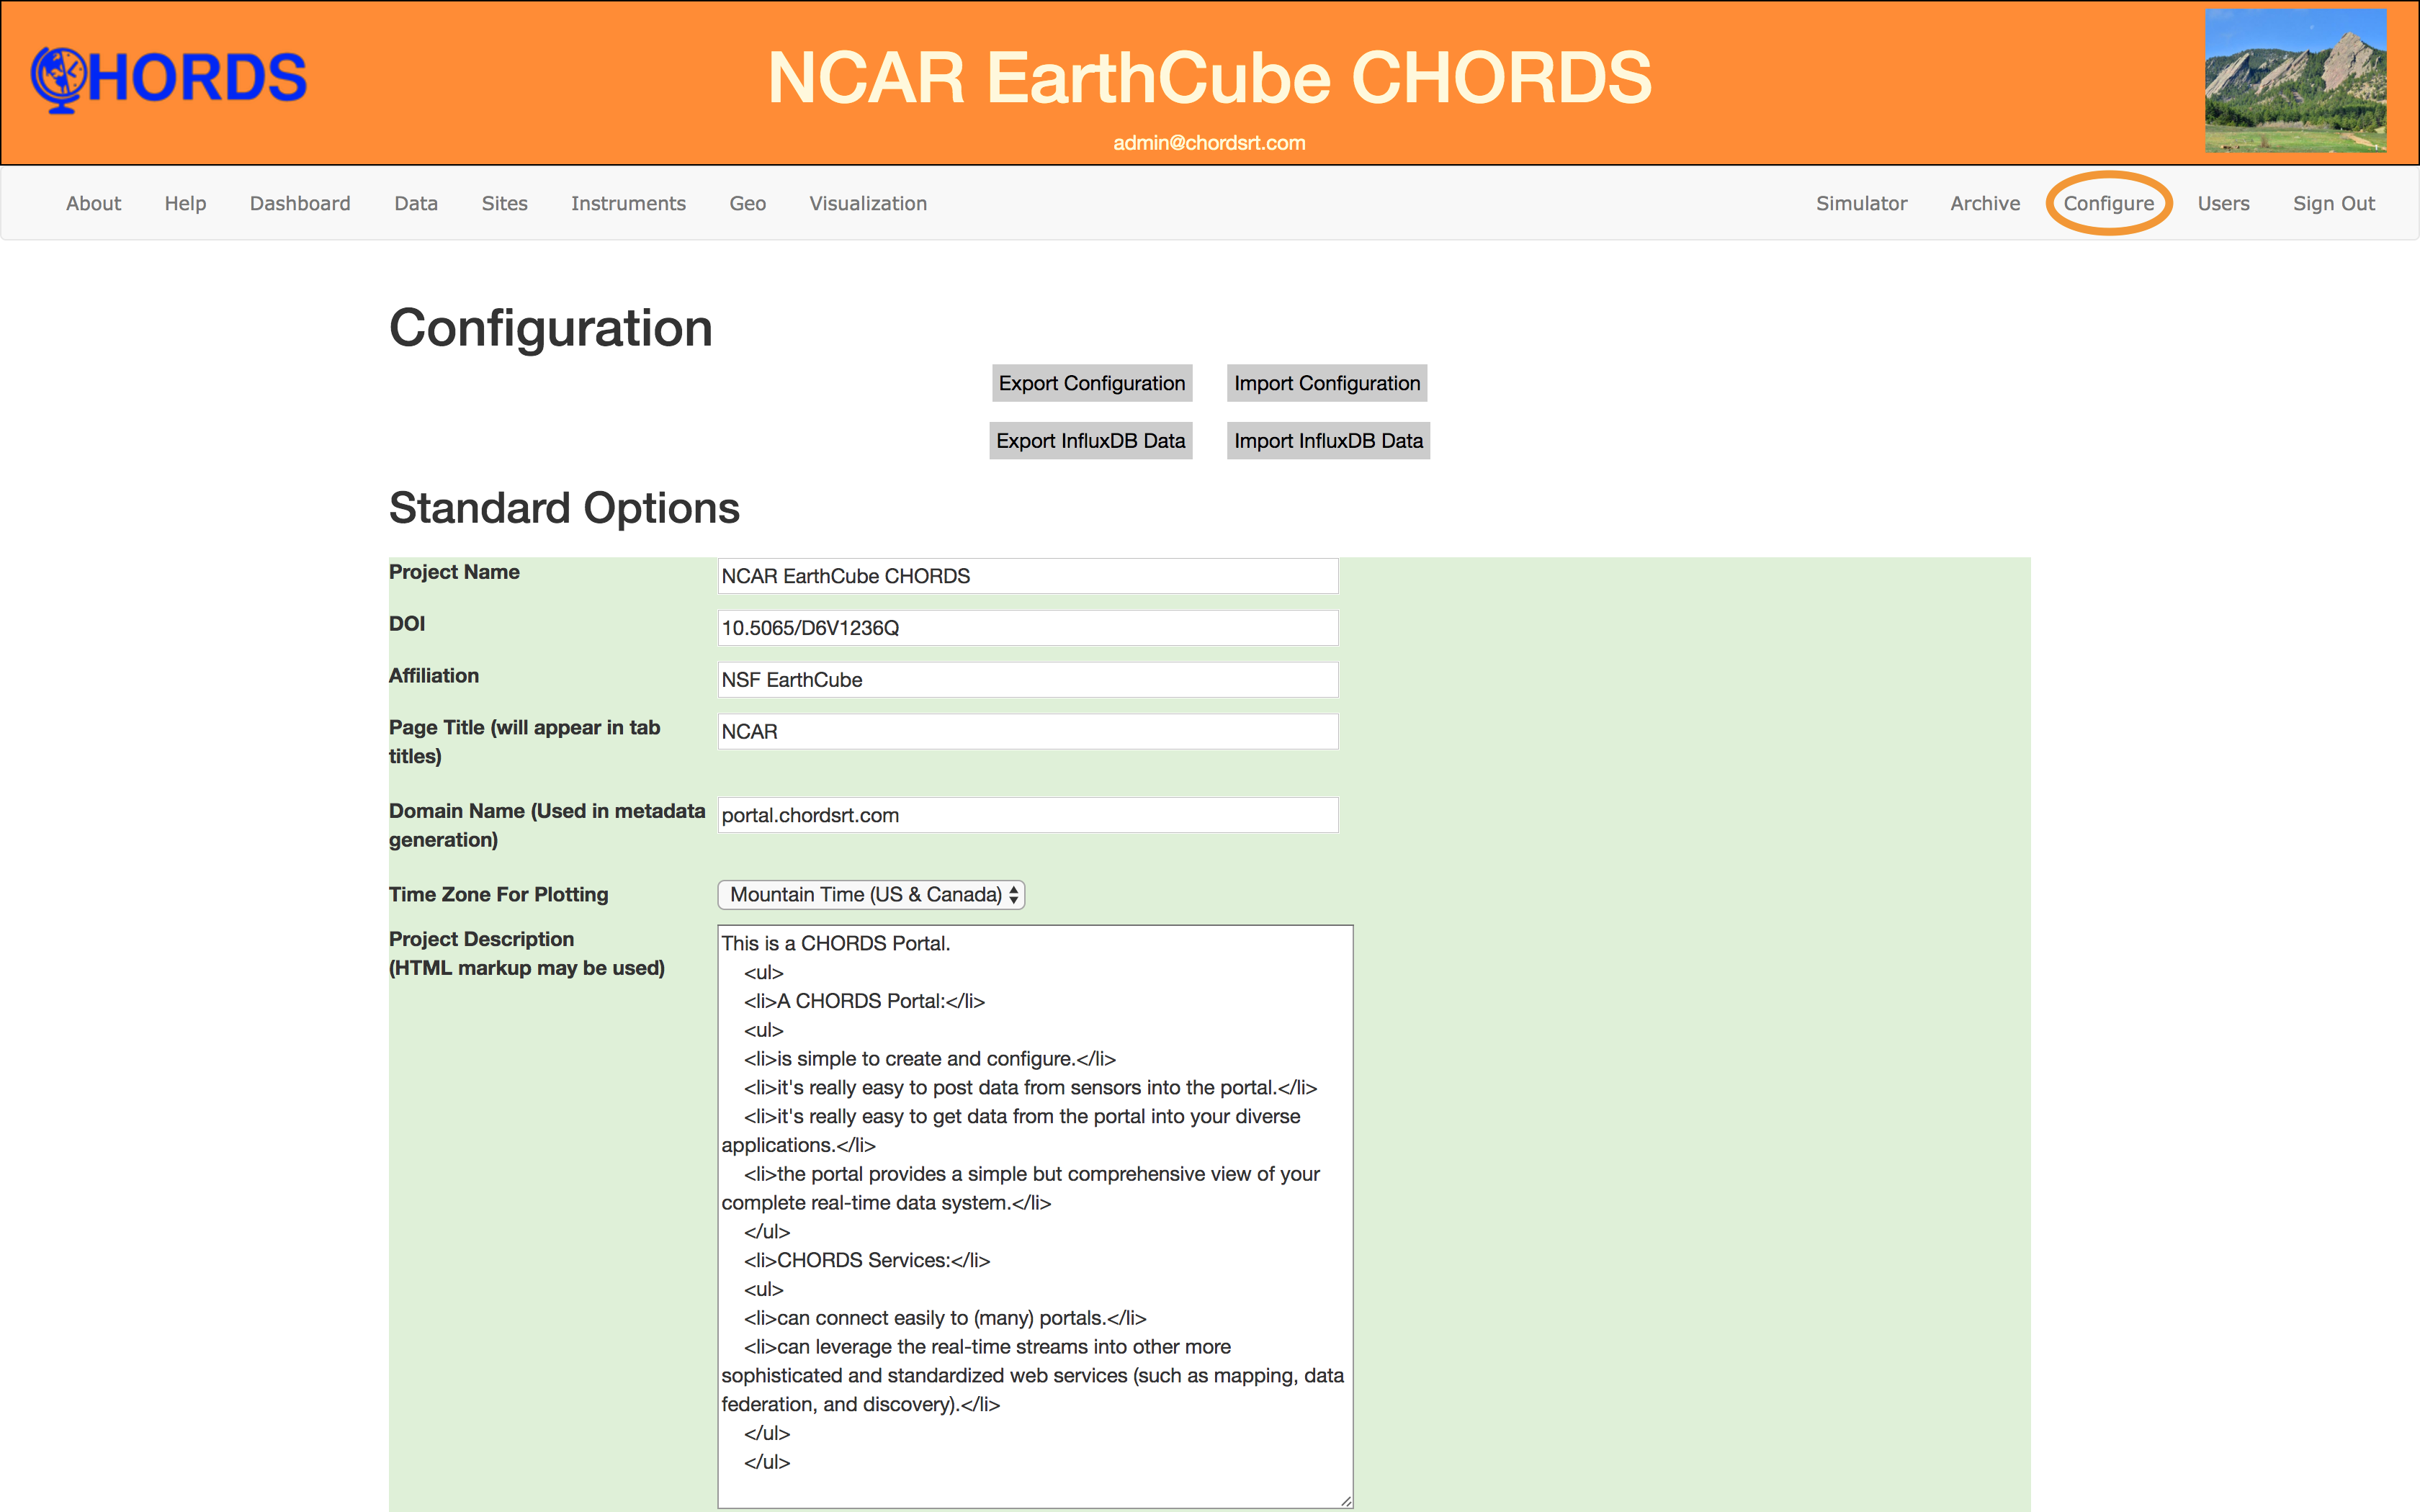 CHORDS
NCAR EarthCube CHORDS
admin@chordsrt.com
About Help Dashboard Data Sites Instruments Geo Visualization Simulator Archive Configure Users Sign Out
Configuration
Export Configuration Import Configuration
Export InfluxDB Data Import InfluxDB Data
Standard Options
Project Name NCAR EarthCube CHORDS
DOI 10.5065/D6V1236Q
Affiliation NSF EarthCube
Page Title (will appear in tab
titles)
NCAR
Domain Name (Used in metadata
generation)
portal.chordsrt.com
Time Zone For Plotting Mountain Time (US & Canada)
Project Description
(HTML markup may be used)
This is a CHORDS Portal.
<ul>
<li>A CHORDS Portal:</li>
<ul>
<li>is simple to create and configure.</li>
<li>it's really easy to post data from sensors into the portal.</li>
<li>it's really easy to get data from the portal into your diverse
applications.</li>
<li>the portal provides a simple but comprehensive view of your
complete real-time data system.</li>
</ul>
<li>CHORDS Services:</li>
<ul>
<li>can connect easily to (many) portals.</li>
<li>can leverage the real-time streams into other more
sophisticated and standardized web services (such as mapping, data
federation, and discovery).</li>
</ul>
</ul>